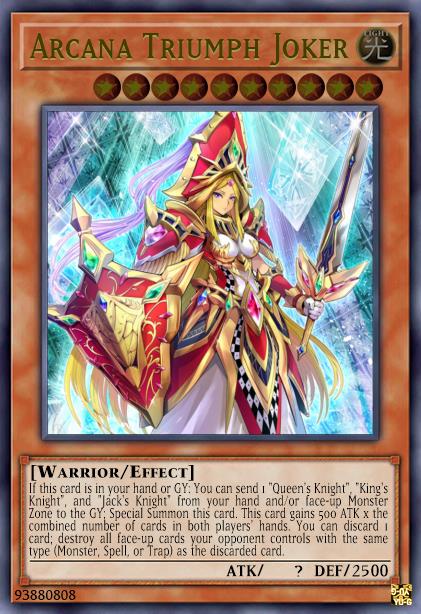 ARCANA TRIUMPH JOKER
LIGHT
光
[WARRIOR/EFFECT]
If this card is in your hand or GY: You can send 1 "Queen's Knight", "King's
Knight", and "Jack's Knight" from your hand and/or face-up Monster
Zone to the GY; Special Summon this card. This card gains 500 ATK x the
combined number of cards in both players' hands. You can discard 1
card; destroy all face-up cards your opponent controls with the same
type (Monster, Spell, or Trap) as the discarded card.
ATK/ ? DEF/2500
93880808